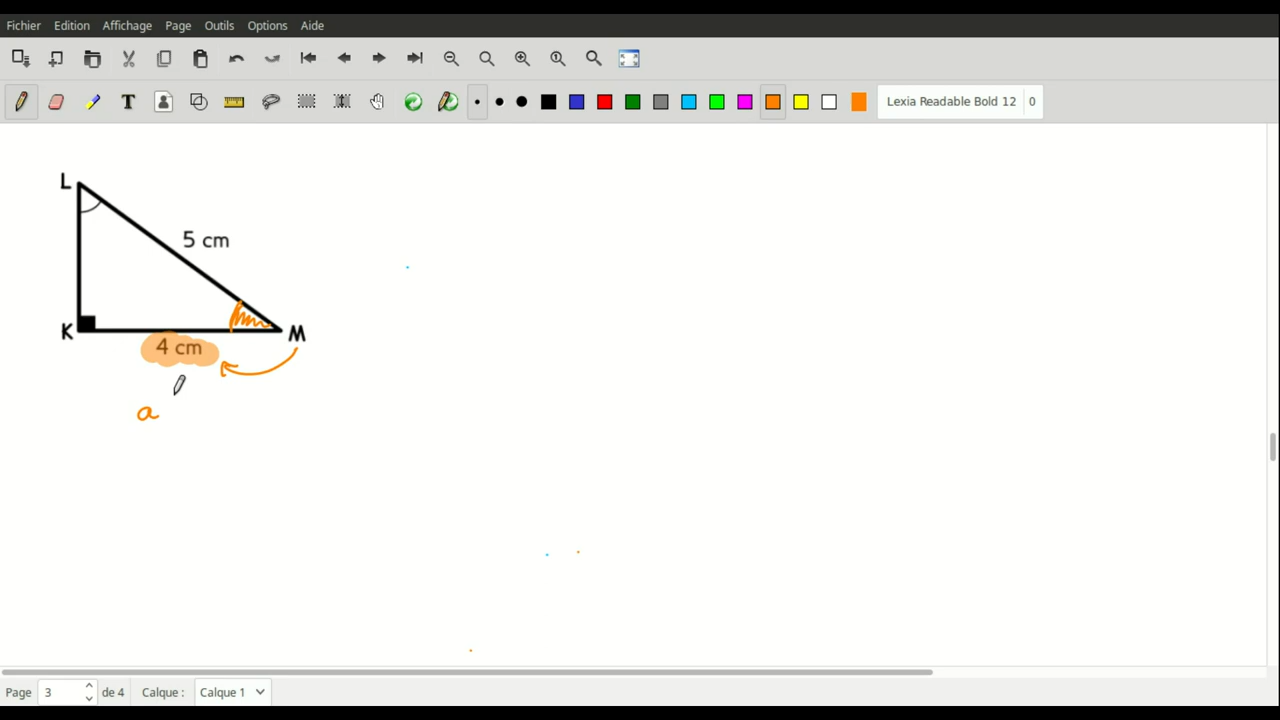 Fichier Edition Affichage Page Outils Options Aide
Lexia Readable Bold 12 0
L
5 cm
K
M
4 cm
a
Page 3 de 4 Calque : Calque 1